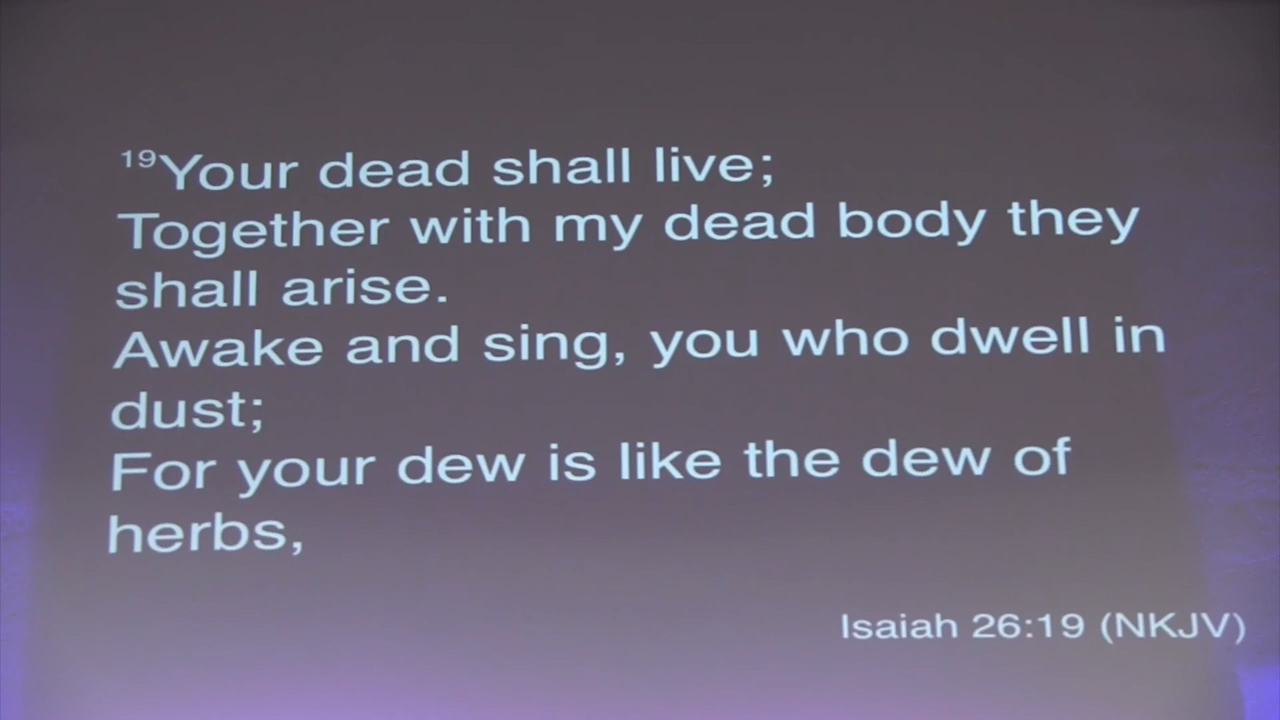 19Your dead shall live;
Together with my dead body they
shall arise.
Awake and sing, you who dwell in
dust;
For your dew is like the dew of
herbs,
Isaiah 26:19 (NKJV)